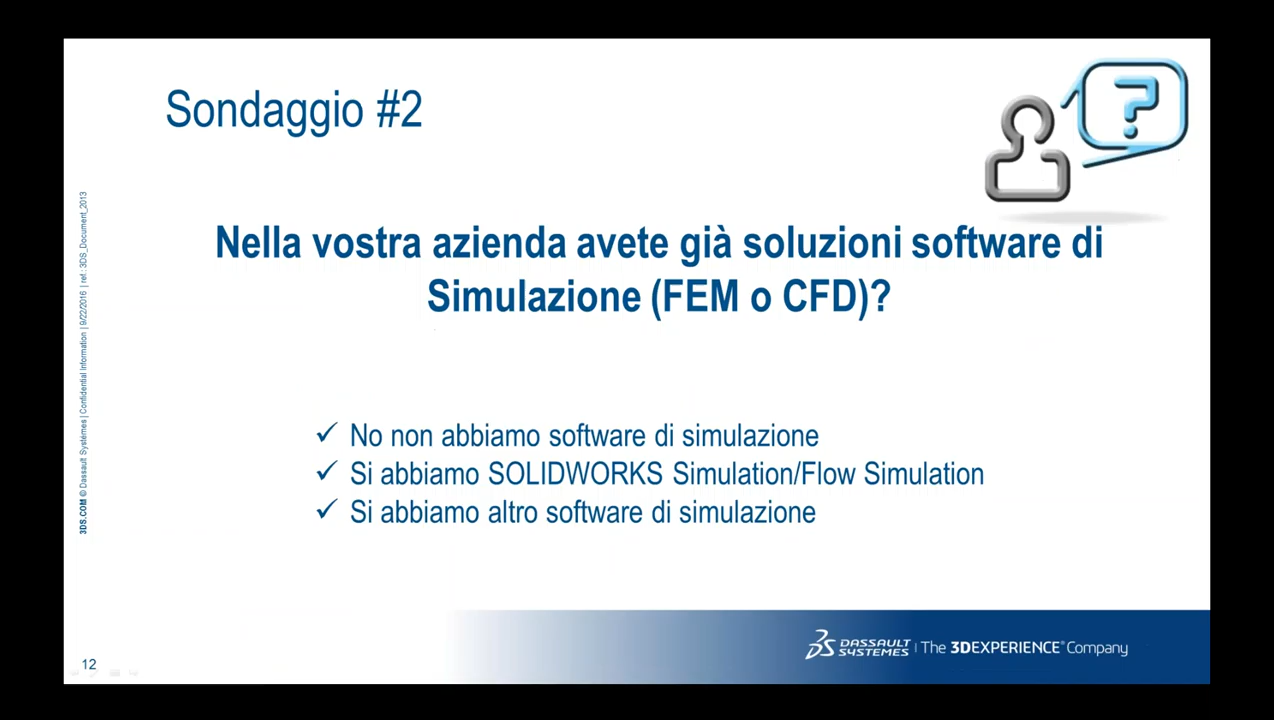 Sondaggio #2
?
Nella vostra azienda avete già soluzioni software di
Simulazione (FEM o CFD)?
✓ No non abbiamo software di simulazione
✓ Si abbiamo SOLIDWORKS Simulation/Flow Simulation
✓ Si abbiamo altro software di simulazione
3DS.COM © Dassault Systèmes | Confidential Information | 9/22/2016 | ref.: 3DS_Document_2013
12
3DS DASSAULT SYSTEMES | The 3DEXPERIENCE® Company